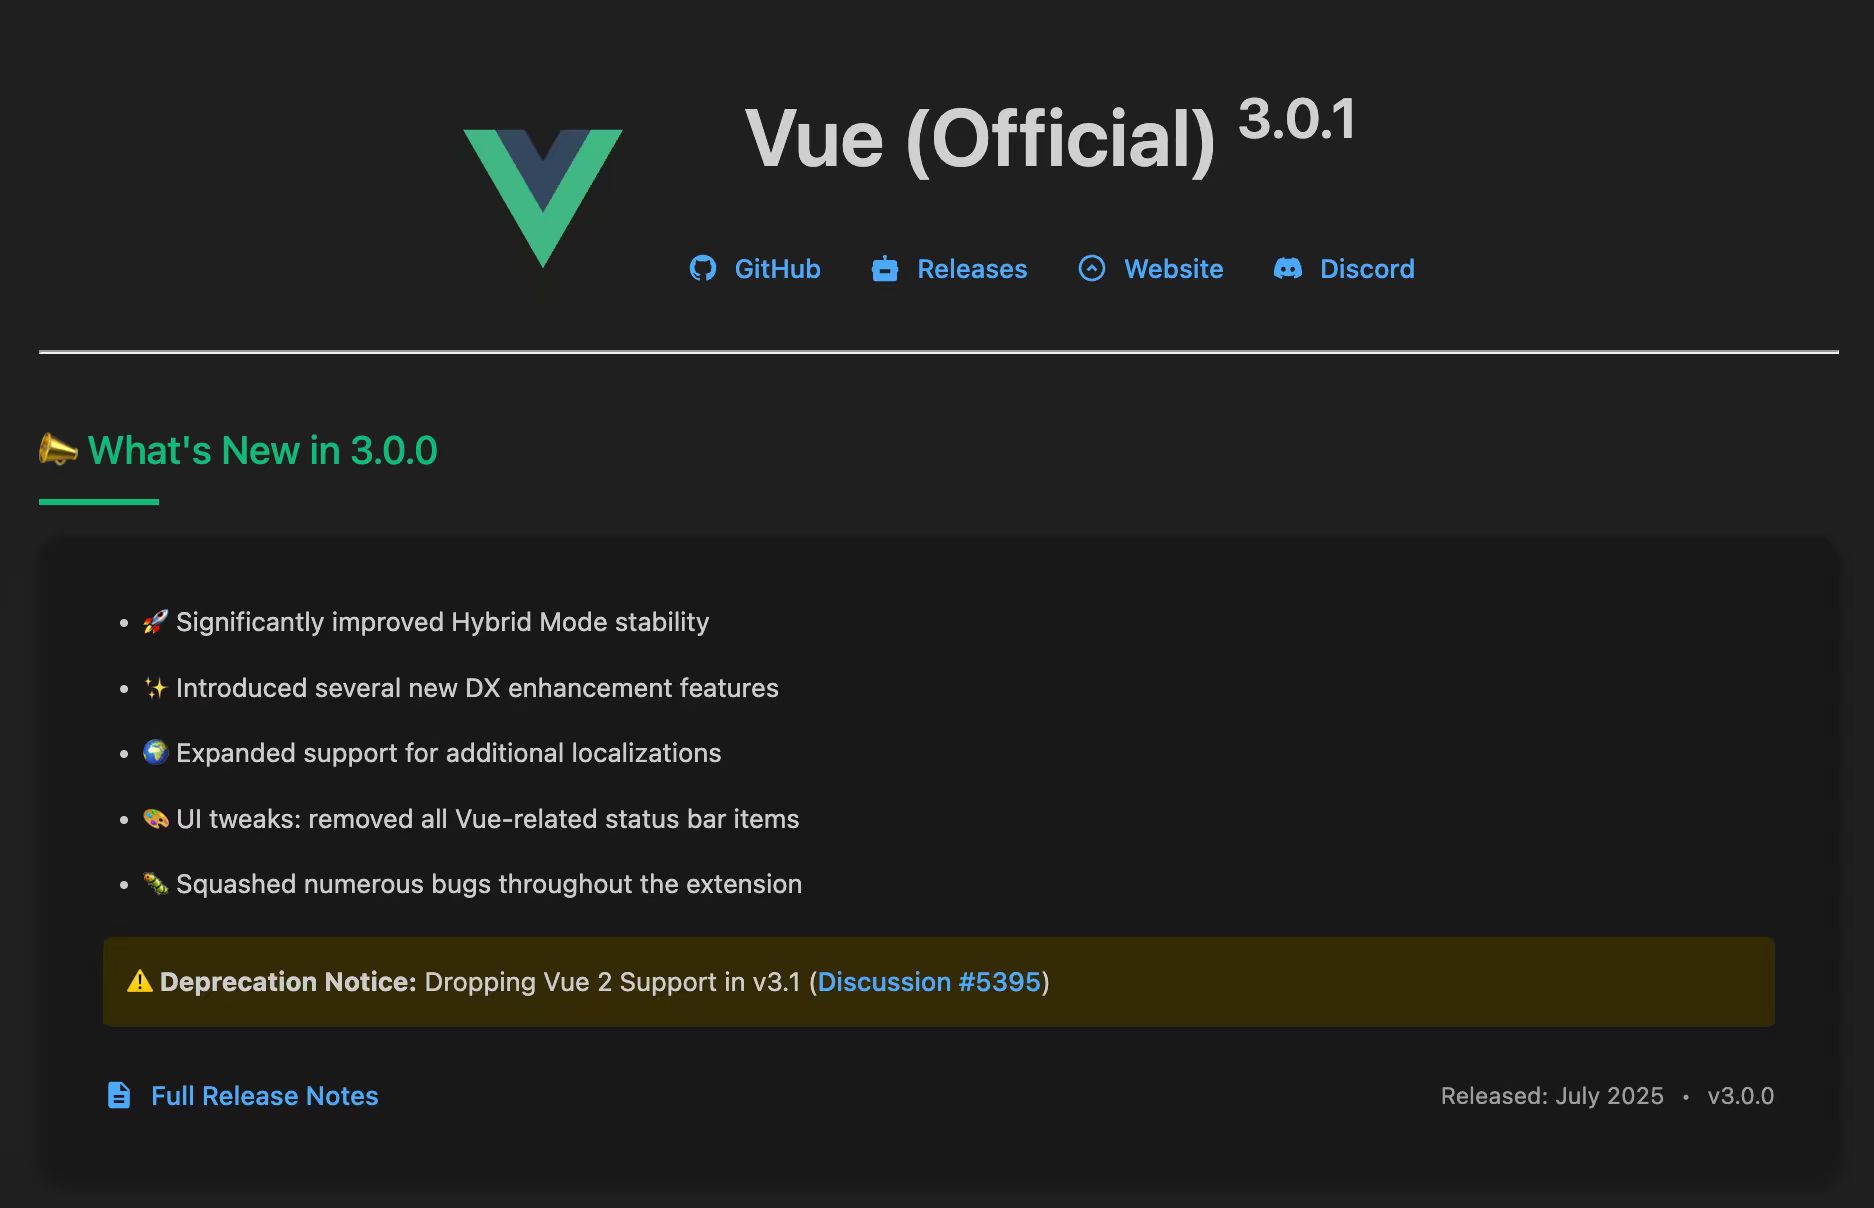 Vue (Official) 3.0.1
GitHub Releases Website Discord
📣 What's New in 3.0.0
• 🚀 Significantly improved Hybrid Mode stability
• ✨ Introduced several new DX enhancement features
• 🌍 Expanded support for additional localizations
• 🎨 UI tweaks: removed all Vue-related status bar items
• 🐛 Squashed numerous bugs throughout the extension
⚠️ Deprecation Notice: Dropping Vue 2 Support in v3.1 (Discussion #5395)
Full Release Notes
Released: July 2025 • v3.0.0